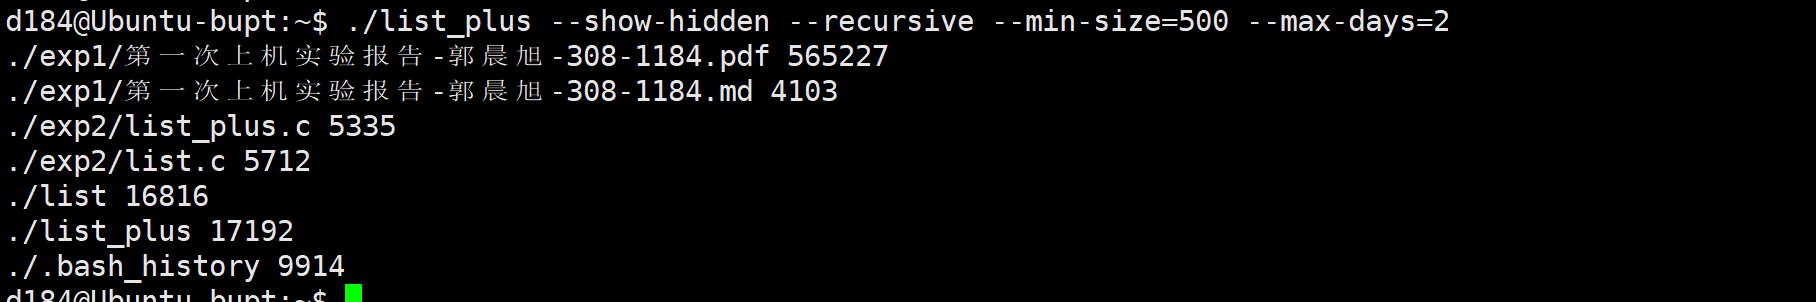 d184@Ubuntu-bupt:~$ ./list_plus --show-hidden --recursive --min-size=500 --max-days=2
./exp1/第一次上机实验报告-郭晨旭-308-1184.pdf 565227
./exp1/第一次上机实验报告-郭晨旭-308-1184.md 4103
./exp2/list_plus.c 5335
./exp2/list.c 5712
./list 16816
./list_plus 17192
./.bash_history 9914
d184@Ubuntu-bupt:~$